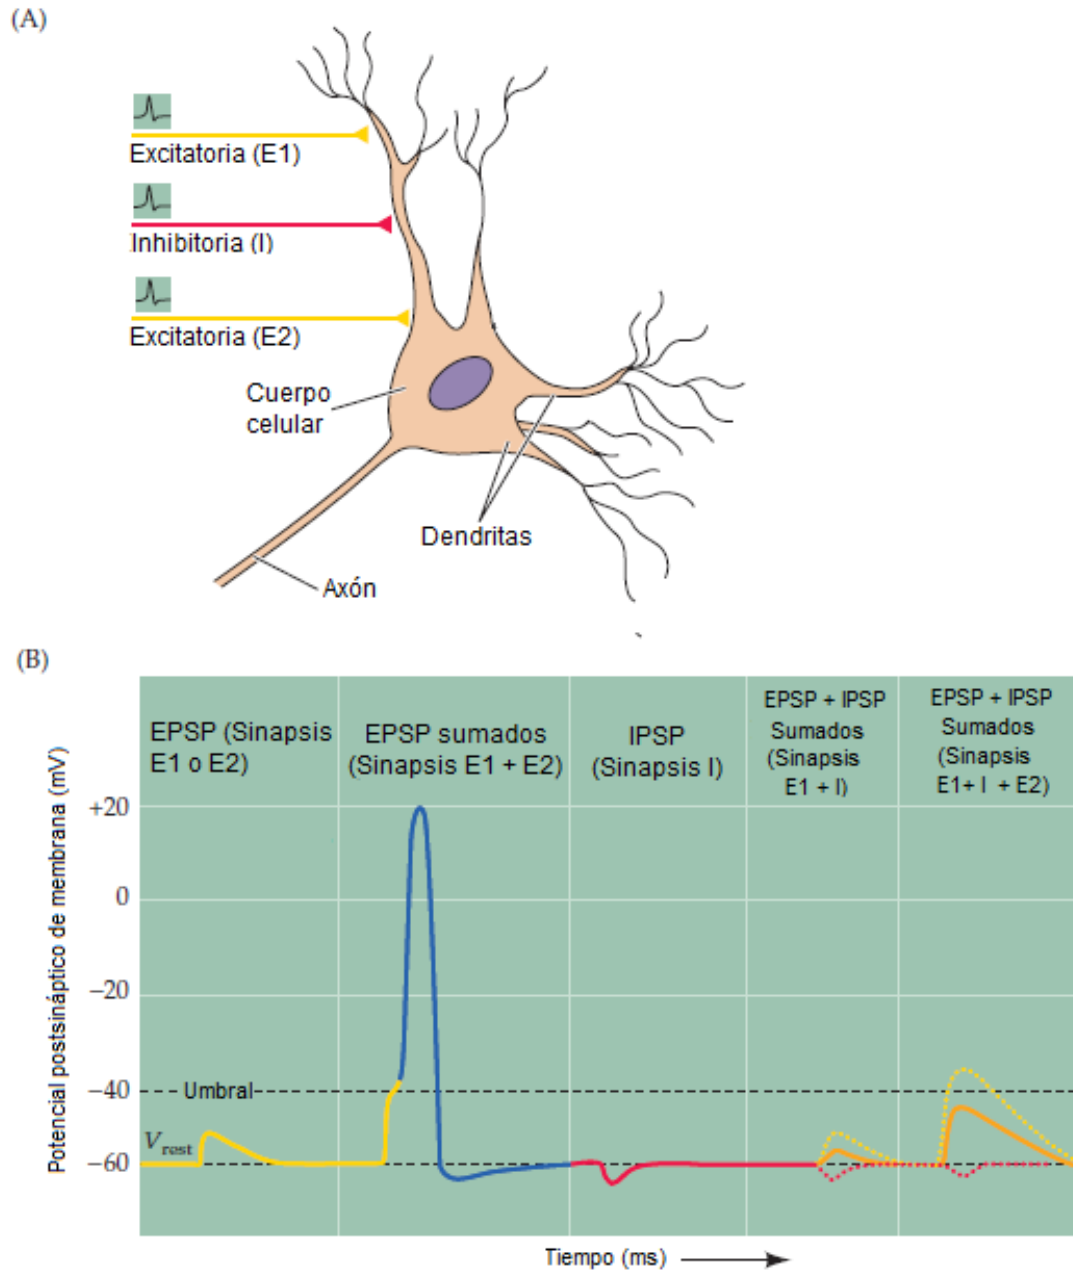 (A)
Excitatoria (E1)
Inhibitoria (I)
Excitatoria (E2)
Cuerpo
celular
Dendritas
Axón
(B)
EPSP (Sinapsis
E1 o E2)
EPSP sumados
(Sinapsis E1 + E2)
IPSP
(Sinapsis I)
EPSP + IPSP
Sumados
(Sinapsis
E1 + I)
EPSP + IPSP
Sumados
(Sinapsis
E1+ I + E2)
Potencial postsináptico de membrana (mV)
+20
0
−20
−40
Umbral
Vrest
−60
Tiempo (ms)